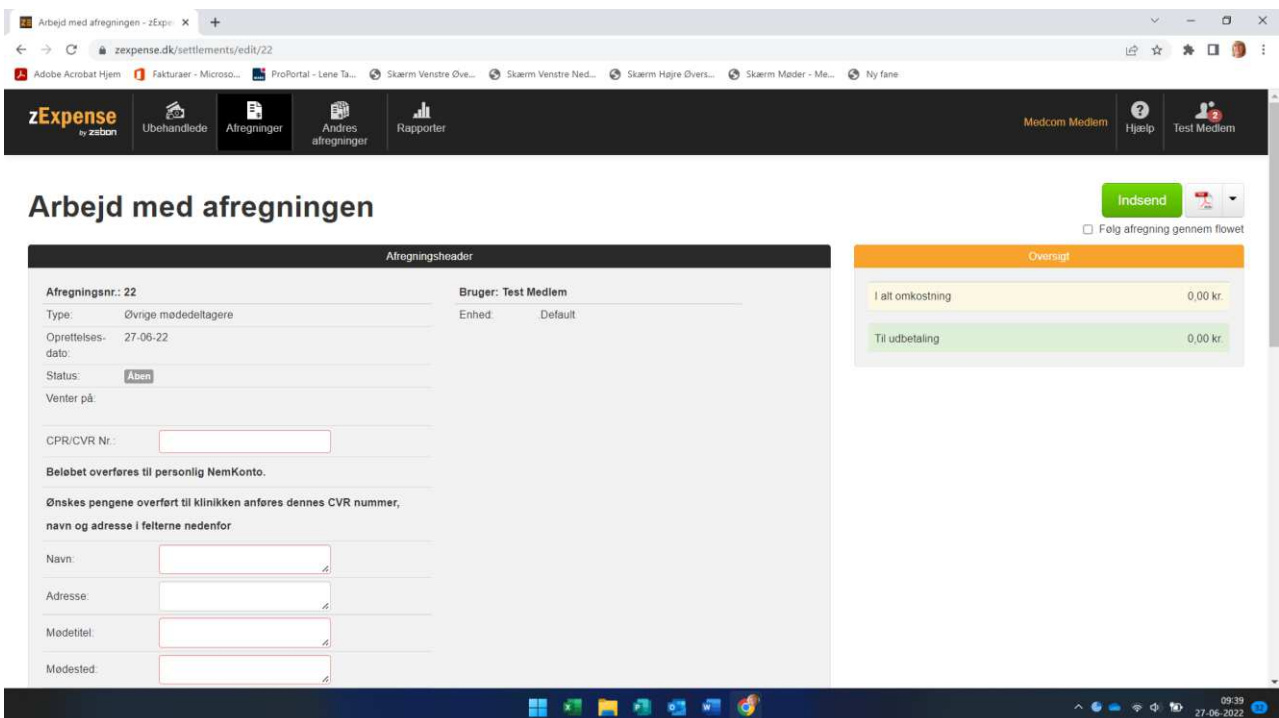 Arbejd med afregningen - zExpe
zexpense.dk/settlements/edit/22
Adobe Acrobat Hjem Fakturaer - Microso... ProPortal - Lene Ta... Skærm Venstre Øve... Skærm Venstre Ned... Skærm Højre Øvers... Skærm Møder - Me... Ny fane
zExpense
by zebon
Ubehandlede
Afregninger
Andres
afregninger
Rapporter
Medcom Medlem
Hjælp
2
Test Medlem
Arbejd med afregningen
Indsend
Følg afregning gennem flowet
Afregningsheader
Oversigt
Afregningsnr.: 22
Bruger: Test Medlem
Type: Øvrige mødedeltagere
Enhed: .Default
Oprettelses-
dato: 27-06-22
Status: Åben
Venter på:
I alt omkostning 0,00 kr.
Til udbetaling 0,00 kr.
CPR/CVR Nr.:
Beløbet overføres til personlig NemKonto.
Ønskes pengene overført til klinikken anføres dennes CVR nummer,
navn og adresse i felterne nedenfor
Navn:
Adresse:
Mødetitel:
Mødested:
09:39
27-06-2022